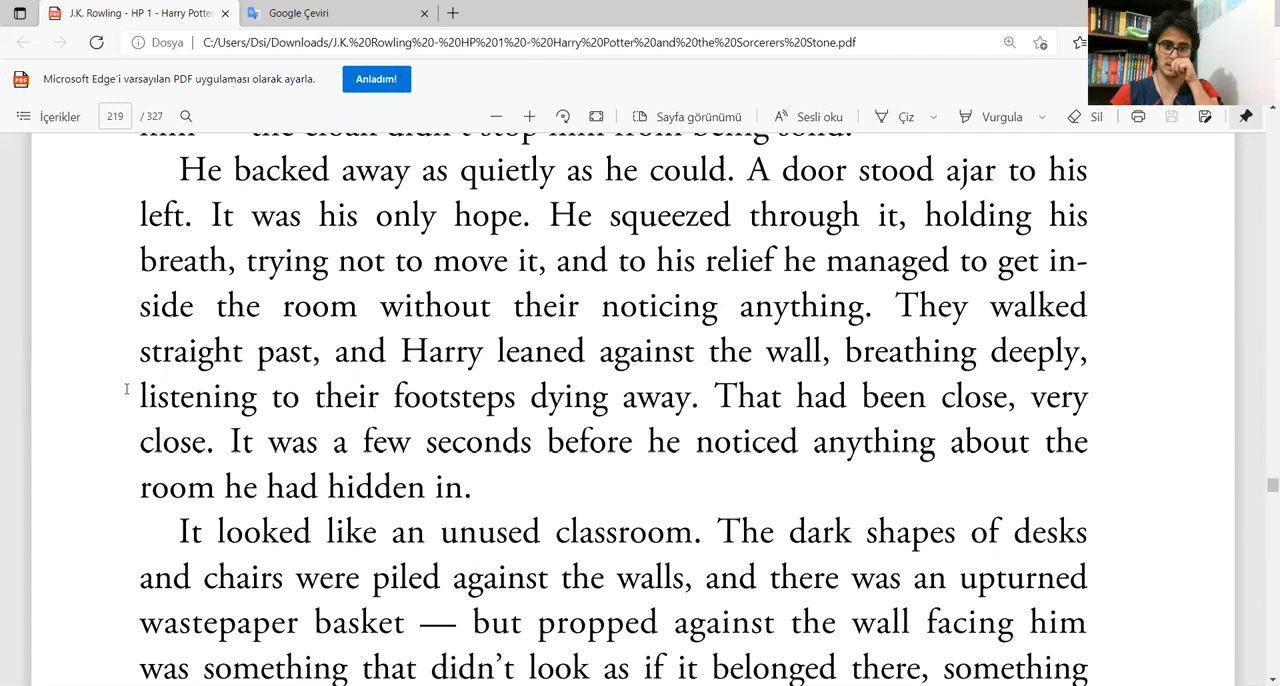 J.K. Rowling - HP 1 - Harry Potter
Google Çeviri
Dosya
C:/Users/Dsi/Downloads/J.K.%20Rowling%20-%20HP%201%20-%20Harry%20Potter%20and%20the%20Sorcerers%20Stone.pdf
Microsoft Edge'i varsayılan PDF uygulaması olarak ayarla.
Anladım!
İçerikler
219 / 327
Sayfa görünümü
Sesli oku
Çiz
Vurgula
Sil
him — the cloak didn't stop him from being solid.
He backed away as quietly as he could. A door stood ajar to his
left. It was his only hope. He squeezed through it, holding his
breath, trying not to move it, and to his relief he managed to get in-
side the room without their noticing anything. They walked
straight past, and Harry leaned against the wall, breathing deeply,
listening to their footsteps dying away. That had been close, very
close. It was a few seconds before he noticed anything about the
room he had hidden in.
It looked like an unused classroom. The dark shapes of desks
and chairs were piled against the walls, and there was an upturned
wastepaper basket — but propped against the wall facing him
was something that didn't look as if it belonged there, something